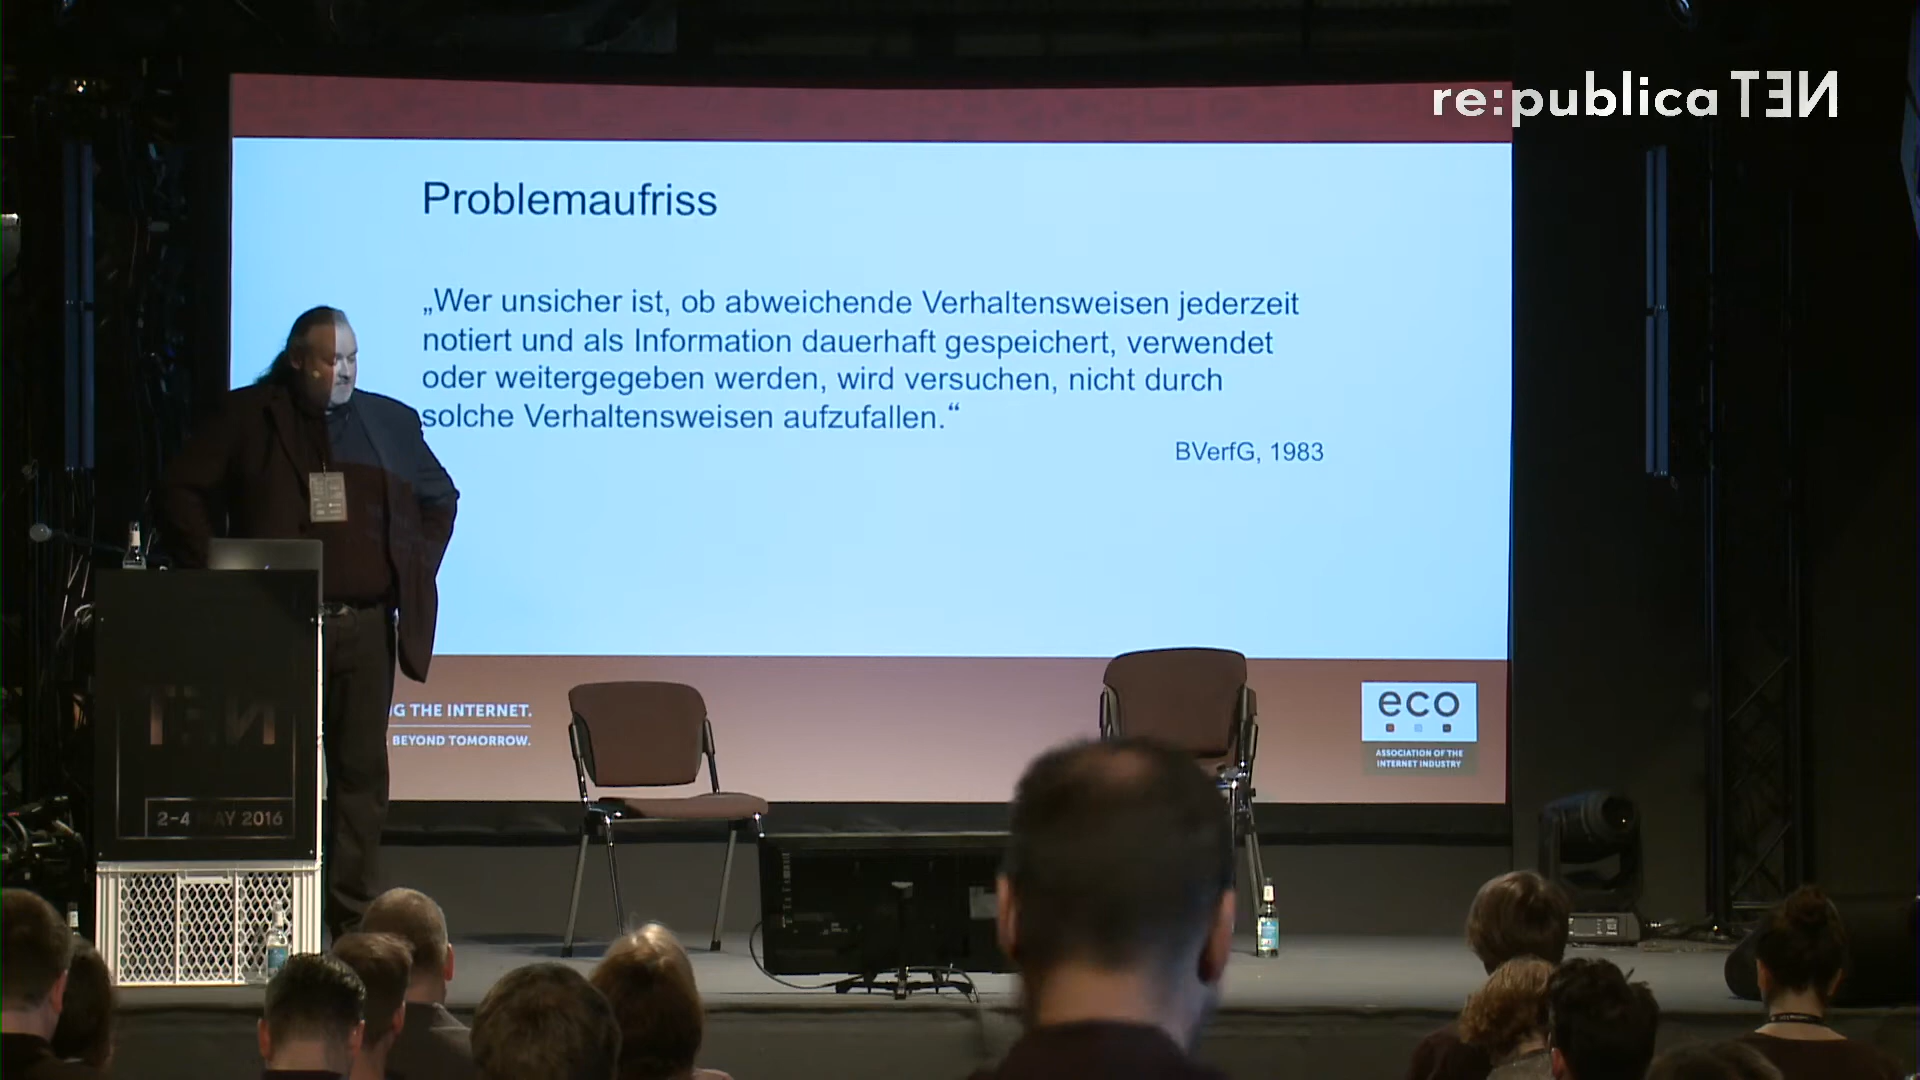 re:publica TEN
Problemaufriss
„Wer unsicher ist, ob abweichende Verhaltensweisen jederzeit
notiert und als Information dauerhaft gespeichert, verwendet
oder weitergegeben werden, wird versuchen, nicht durch
solche Verhaltensweisen aufzufallen.“
BVerfG, 1983
G THE INTERNET.
BEYOND TOMORROW.
eco
ASSOCIATION OF THE
INTERNET INDUSTRY
TEN
2-4 MAY 2016